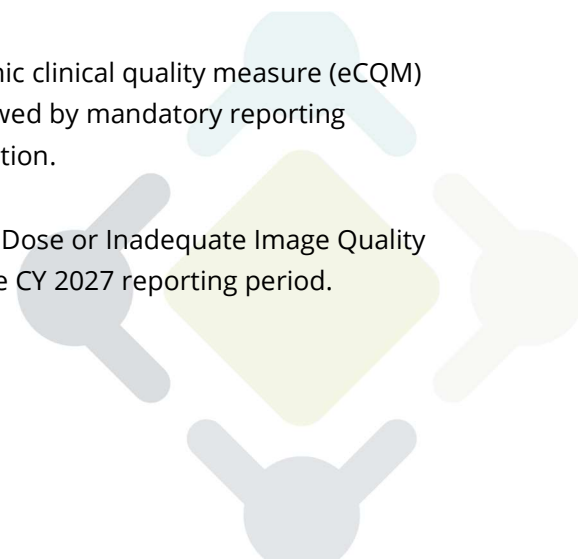 nic clinical quality measure (eCQM)
wed by mandatory reporting
tion.
Dose or Inadequate Image Quality
e CY 2027 reporting period.